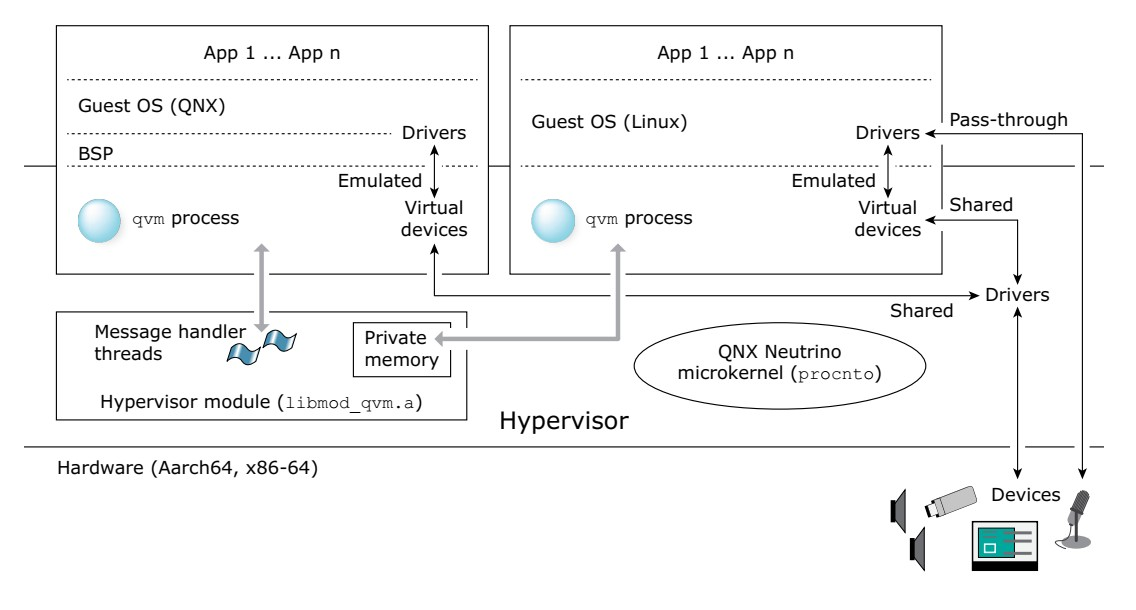 App 1 ... App n
Guest OS (QNX)
Drivers
BSP
Emulated
qvm process
Virtual
devices
App 1 ... App n
Guest OS (Linux)
Drivers
Pass-through
Emulated
qvm process
Virtual
devices
Shared
Drivers
Shared
Message handler
threads
Private
memory
Hypervisor module (libmod_qvm.a)
QNX Neutrino
microkernel (procnto)
Hypervisor
Hardware (Aarch64, x86-64)
Devices